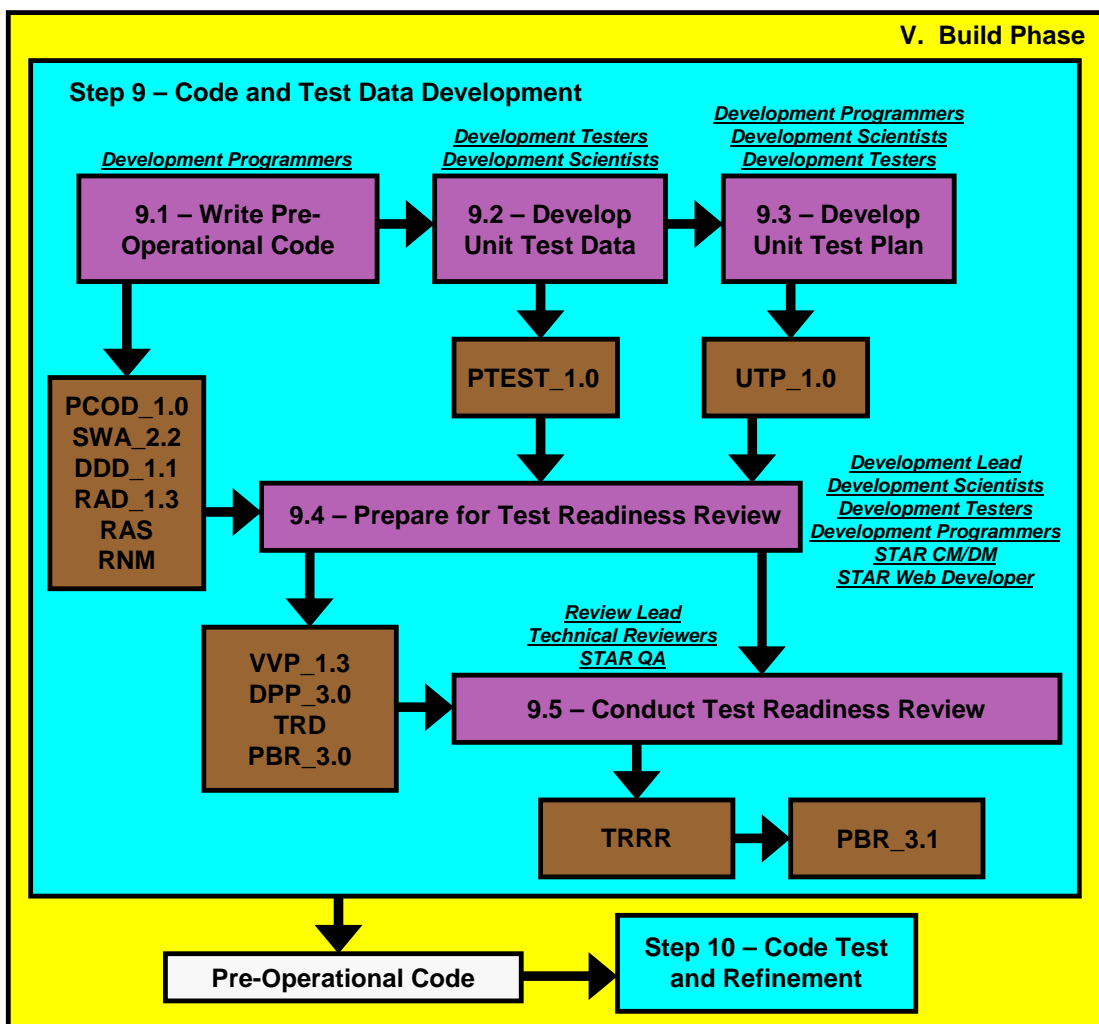 V. Build Phase
Step 9 – Code and Test Data Development
Development Programmers
Development Testers
Development Scientists
Development Programmers
Development Scientists
Development Testers
9.1 – Write Pre-
Operational Code
9.2 – Develop
Unit Test Data
9.3 – Develop
Unit Test Plan
PCOD_1.0
SWA_2.2
DDD_1.1
RAD_1.3
RAS
RNM
PTEST_1.0
UTP_1.0
9.4 – Prepare for Test Readiness Review
Development Lead
Development Scientists
Development Testers
Development Programmers
STAR CM/DM
STAR Web Developer
VVP_1.3
DPP_3.0
TRD
PBR_3.0
Review Lead
Technical Reviewers
STAR QA
9.5 – Conduct Test Readiness Review
TRRR
PBR_3.1
Pre-Operational Code
Step 10 – Code Test
and Refinement